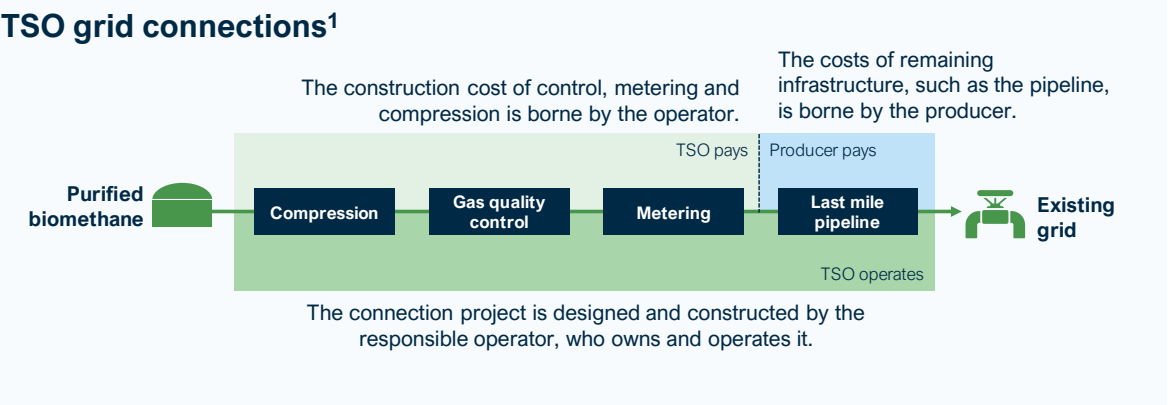 TSO grid connections¹
The construction cost of control, metering and
compression is borne by the operator.
The costs of remaining
infrastructure, such as the pipeline,
is borne by the producer.
TSO pays
Producer pays
Purified
biomethane
Compression
Gas quality
control
Metering
Last mile
pipeline
Existing
grid
TSO operates
The connection project is designed and constructed by the
responsible operator, who owns and operates it.